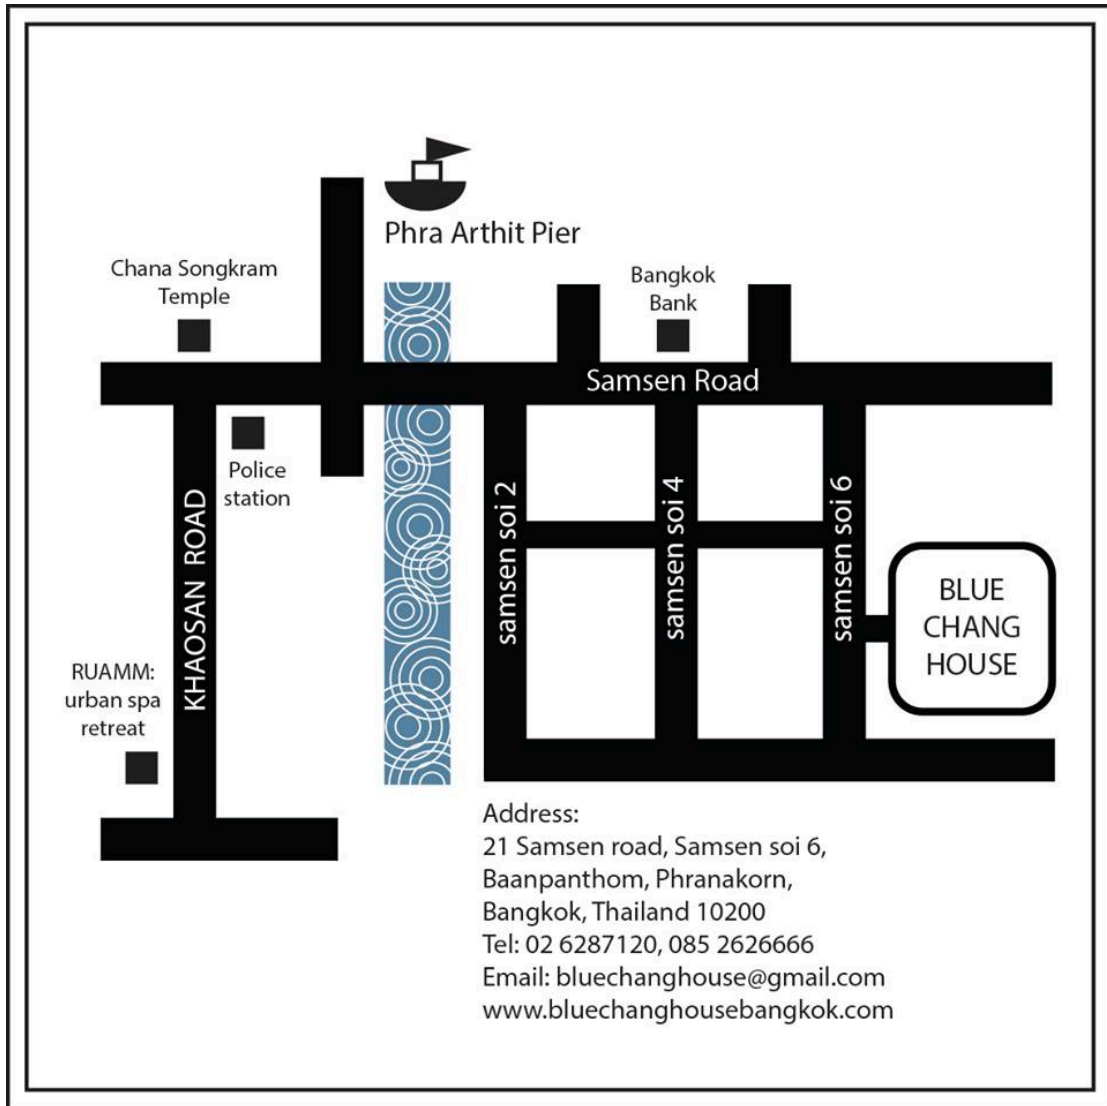 Phra Arthit Pier
Chana Songkram
Temple
Bangkok
Bank
Samsen Road
Police
station
KHAOSAN ROAD
samsen soi 2
samsen soi 4
samsen soi 6
BLUE
CHANG
HOUSE
RUAMM:
urban spa
retreat
Address:
21 Samsen road, Samsen soi 6,
Baanpanthom, Phranakorn,
Bangkok, Thailand 10200
Tel: 02 6287120, 085 2626666
Email: bluechanghouse@gmail.com
www.bluechanghousebangkok.com